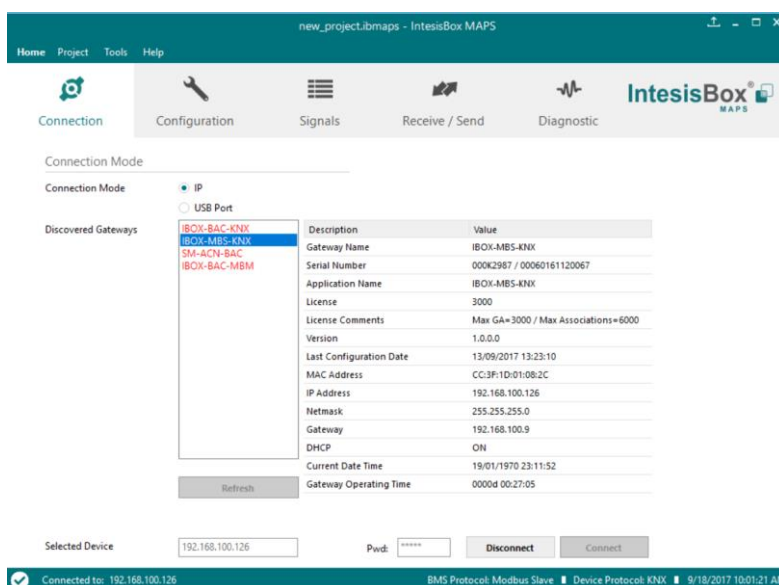 new_project.ibmaps - IntesisBox MAPS
Home Project Tools Help
Connection Configuration Signals Receive / Send Diagnostic
IntesisBox®
MAPS
Connection Mode
Connection Mode IP
USB Port
Discovered Gateways
IBOX-BAC-KNX
IBOX-MBS-KNX
SM-ACN-BAC
IBOX-BAC-MBM
Description Value
Gateway Name IBOX-MBS-KNX
Serial Number 000K2987 / 00060161120067
Application Name IBOX-MBS-KNX
License 3000
License Comments Max GA=3000 / Max Associations=6000
Version 1.0.0.0
Last Configuration Date 13/09/2017 13:23:10
MAC Address CC:3F:1D:01:08:2C
IP Address 192.168.100.126
Netmask 255.255.255.0
Gateway 192.168.100.9
DHCP ON
Current Date Time 19/01/1970 23:11:52
Gateway Operating Time 0000d 00:27:05
Refresh
Selected Device 192.168.100.126 Pwd: ***** Disconnect Connect
Connected to: 192.168.100.126 BMS Protocol: Modbus Slave Device Protocol: KNX 9/18/2017 10:01:21 A